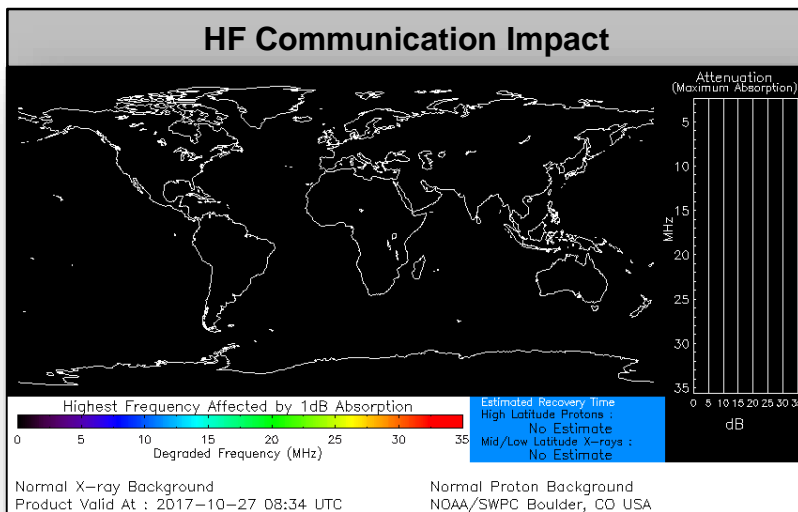 HF Communication Impact
Attenuation
(Maximum Absorption)
5
10
15
20
25
30
35
MHz
0 5 10 15 20 25 30
dB
Highest Frequency Affected by 1dB Absorption
0 5 10 15 20 25 30 35
Degraded Frequency (MHz)
Estimated Recovery Time
High Latitude Protons :
No Estimate
Mid/Low Latitude X-rays :
No Estimate
Normal X-ray Background
Product Valid At : 2017-10-27 08:34 UTC
Normal Proton Background
NOAA/SWPC Boulder, CO USA